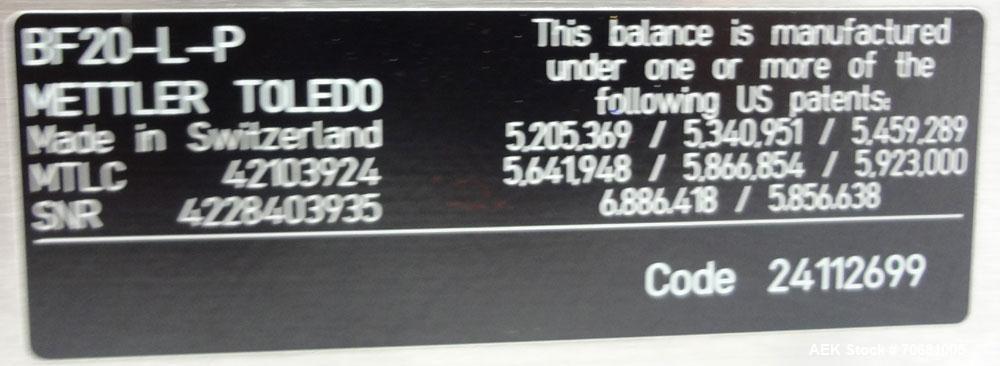 BF20-L-P
METTLER TOLEDO
Made in Switzerland
MTLC 42103924
SNR 4228403935
This balance is manufactured
under one or more of the
following US patents:
5,205,369 / 5,340,951 / 5,459,289
5,641,948 / 5,866,854 / 5,923,000
6.886.418 / 5.856.638
Code 24112699
AEK Stock # 70681005